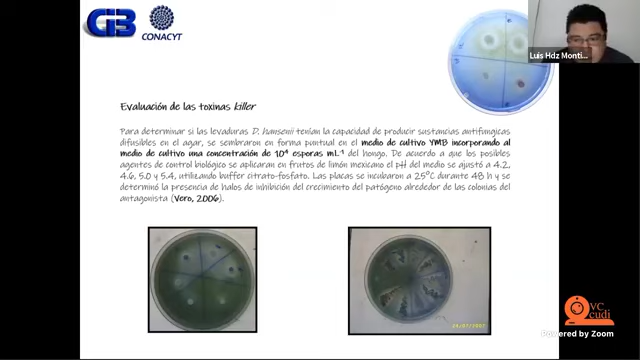 CiB
CONACYT
Luis Hdz Monti...
Evaluación de las toxinas killer
Para determinar si las levaduras D. hansenii tenían la capacidad de producir sustancias antifúngicas
difusibles en el agar, se sembraron en forma puntual en el medio de cultivo YMB incorporando al
medio de cultivo una concentración de 10⁴ esporas mL⁻¹ del hongo. De acuerdo a que los posibles
agentes de control biológico se aplicaran en frutos de limón mexicano el pH del medio se ajustó a 4.2,
4.6, 5.0 y 5.4, utilizando buffer citrato-fosfato. Las placas se incubaron a 25°C durante 48 h y se
determinó la presencia de halos de inhibición del crecimiento del patógeno alrededor de las colonias del
antagonista (Vero, 2006).
VC
cudi
Powered by Zoom